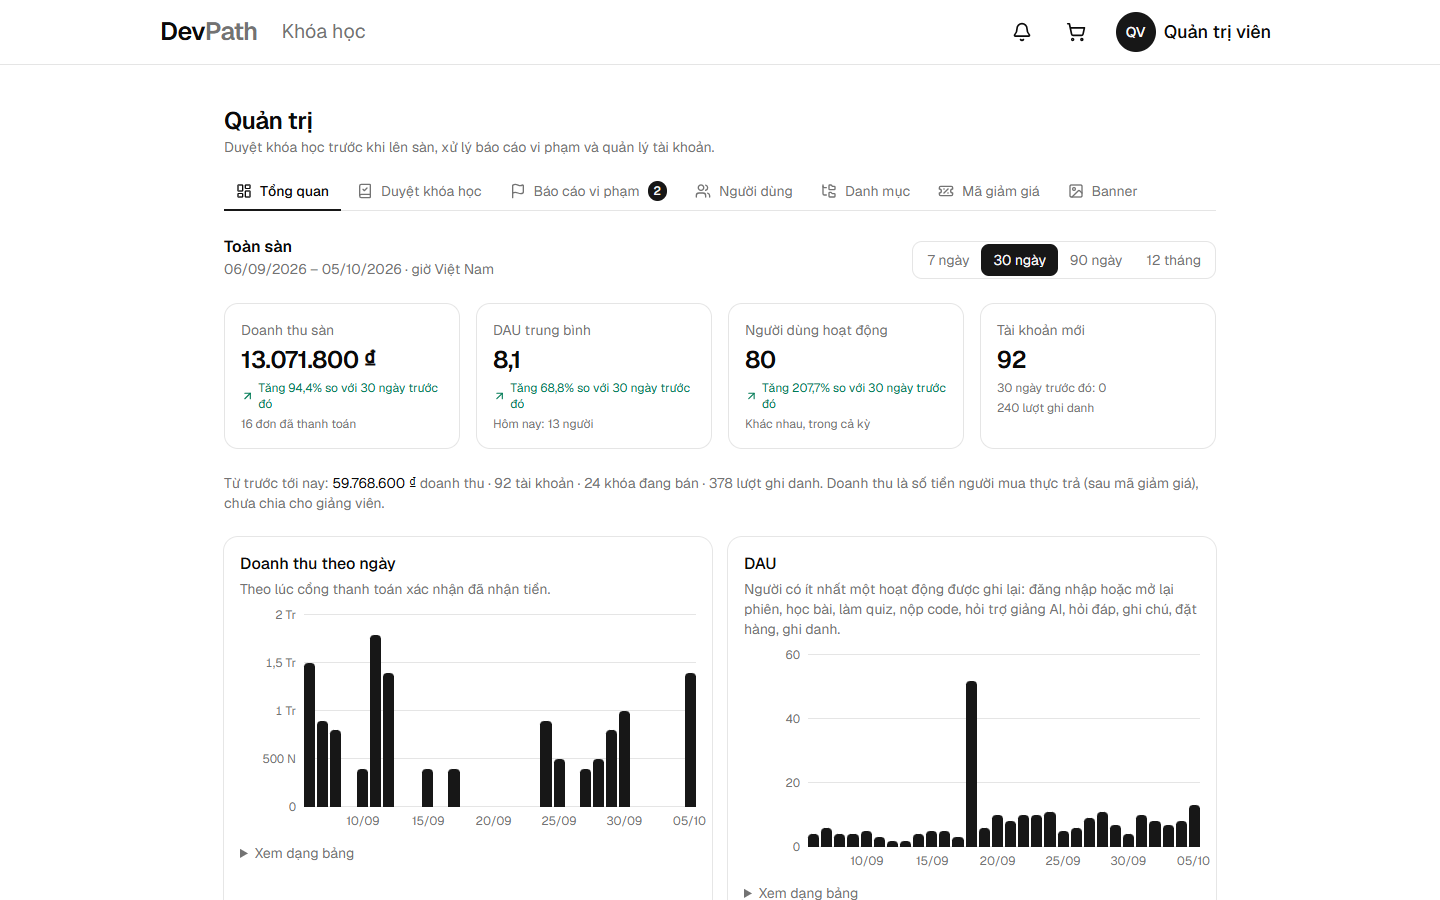 DevPath Khóa học
QV Quản trị viên
Quản trị
Duyệt khóa học trước khi lên sàn, xử lý báo cáo vi phạm và quản lý tài khoản.
Tổng quan Duyệt khóa học Báo cáo vi phạm 2 Người dùng Danh mục Mã giảm giá Banner
Toàn sàn
06/09/2026 – 05/10/2026 · giờ Việt Nam
7 ngày 30 ngày 90 ngày 12 tháng
Doanh thu sàn
13.071.800 ₫
Tăng 94,4% so với 30 ngày trước
đó
16 đơn đã thanh toán
DAU trung bình
8,1
Tăng 68,8% so với 30 ngày trước
đó
Hôm nay: 13 người
Người dùng hoạt động
80
Tăng 207,7% so với 30 ngày trước
đó
Khác nhau, trong cả kỳ
Tài khoản mới
92
30 ngày trước đó: 0
240 lượt ghi danh
Từ trước tới nay: 59.768.600 ₫ doanh thu · 92 tài khoản · 24 khóa đang bán · 378 lượt ghi danh. Doanh thu là số tiền người mua thực trả (sau mã giảm giá),
chưa chia cho giảng viên.
Doanh thu theo ngày
Theo lúc cổng thanh toán xác nhận đã nhận tiền.
2 Tr
1,5 Tr
1 Tr
500 N
0
10/09 15/09 20/09 25/09 30/09 05/10
Xem dạng bảng
DAU
Người có ít nhất một hoạt động được ghi lại: đăng nhập hoặc mở lại
phiên, học bài, làm quiz, nộp code, hỏi trợ giảng AI, hỏi đáp, ghi chú, đặt
hàng, ghi danh.
60
40
20
0
10/09 15/09 20/09 25/09 30/09 05/10
Xem dạng bảng